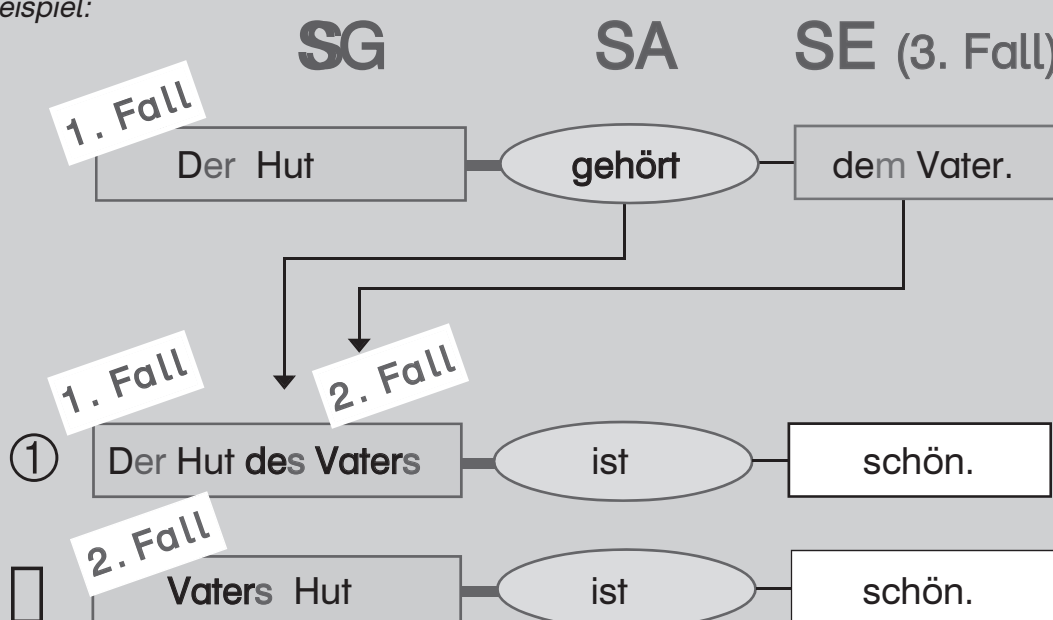 eispiel:
SG SA SE (3. Fall)
1. Fall
Der Hut gehört dem Vater.
1. Fall 2. Fall
① Der Hut des Vaters ist schön.
2. Fall
Vaters Hut ist schön.